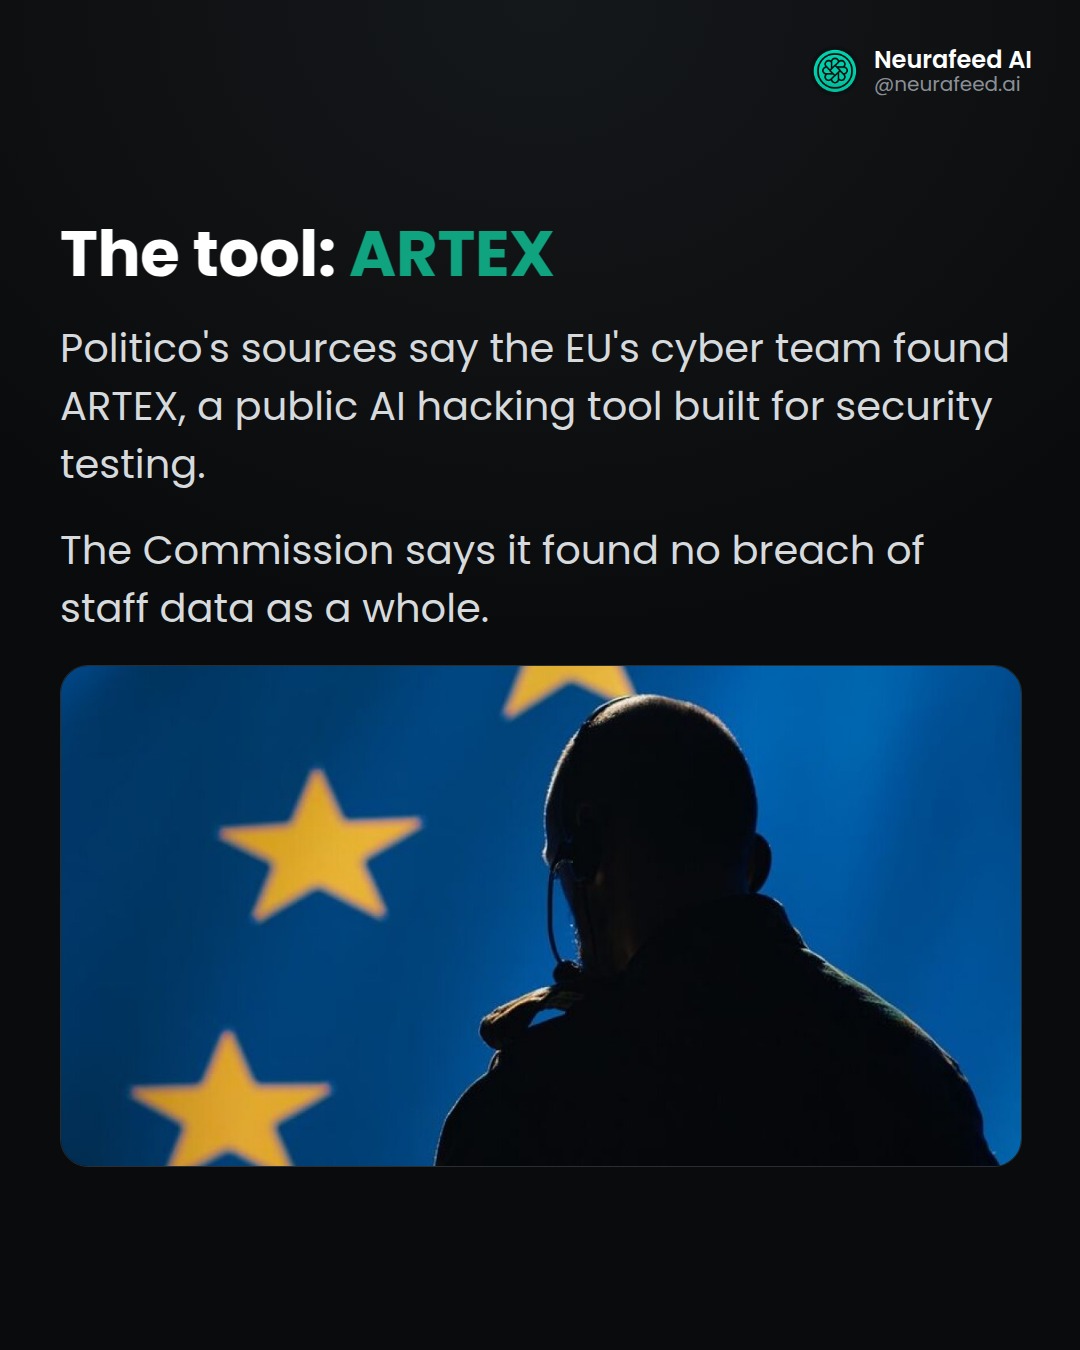 Neurafeed AI
@neurafeed.ai
The tool: ARTEX
Politico's sources say the EU's cyber team found
ARTEX, a public AI hacking tool built for security
testing.
The Commission says it found no breach of
staff data as a whole.